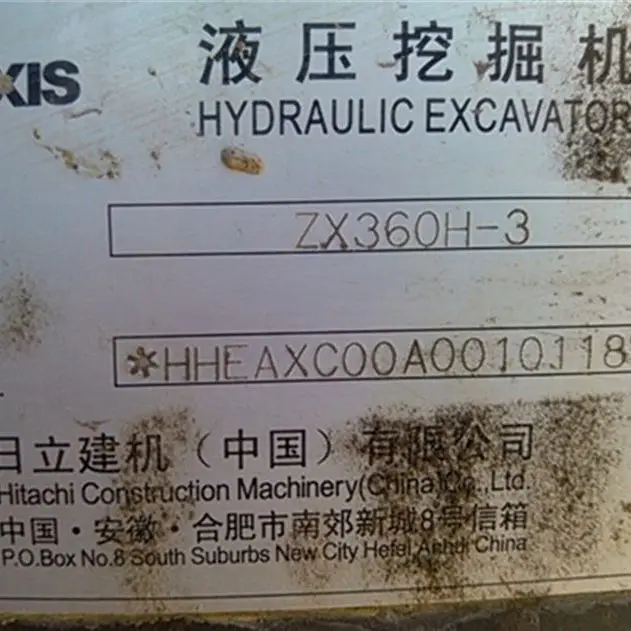 XIS
液压挖掘机
HYDRAULIC EXCAVATOR
ZX360H-3
*HHEAXC00A0010118
日立建机（中国）有限公司
Hitachi Construction Machinery(China)Co.,Ltd.
中国·安徽·合肥市南郊新城8号信箱
P.O.Box No.8 South Suburbs New City Hefei Anhui China